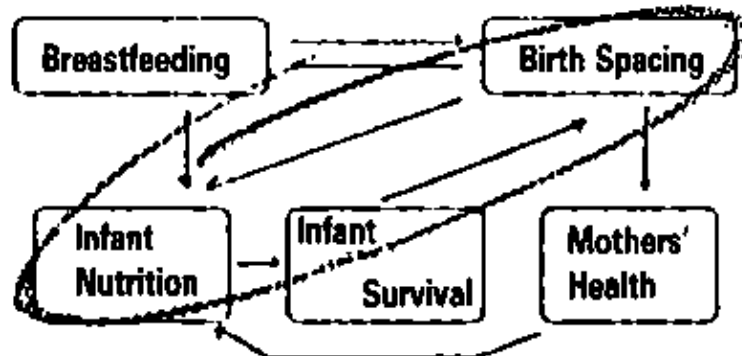 Breastfeeding
Birth Spacing
Infant
Nutrition
Infant
Survival
Mothers'
Health